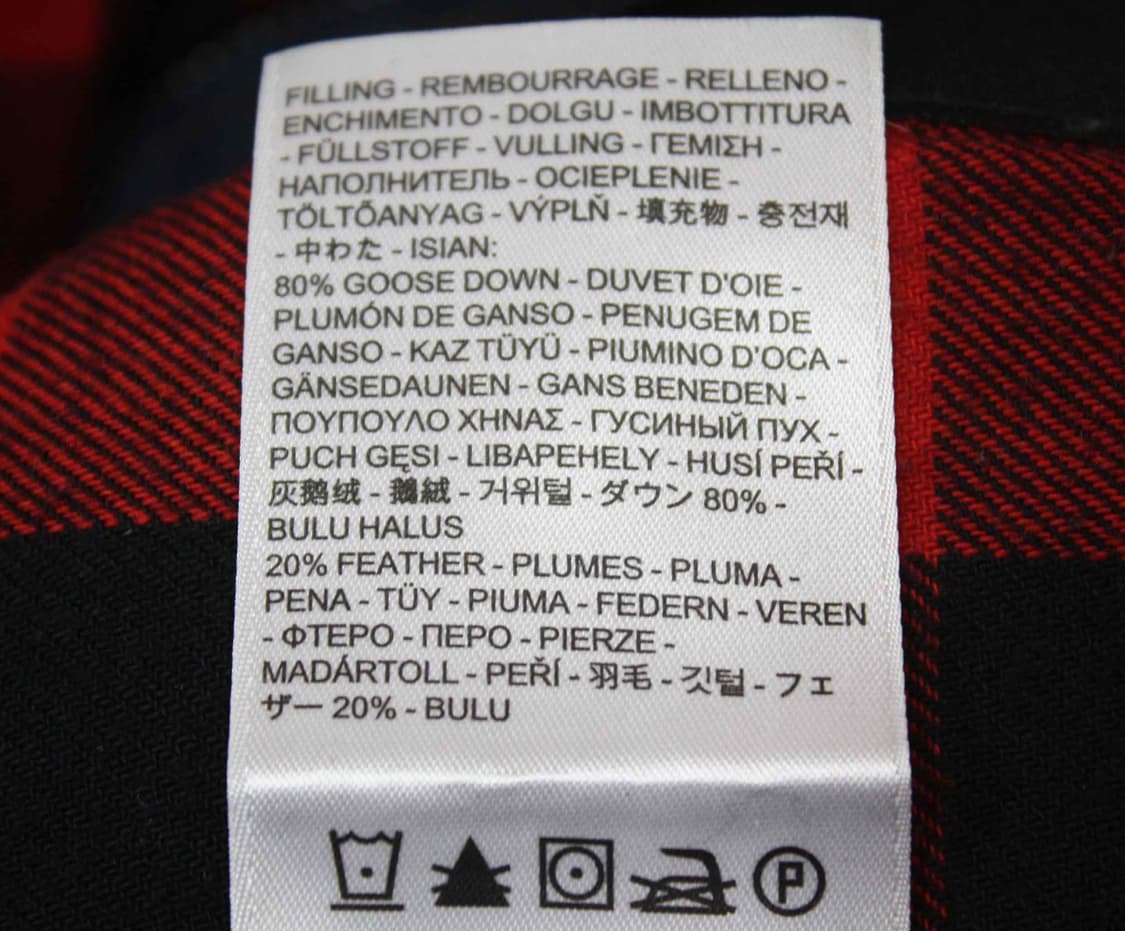 FILLING - REMBOURRAGE - RELLENO -
ENCHIMENTO - DOLGU - IMBOTTITURA
- FÜLLSTOFF - VULLING - ΓΕΜΙΣΗ -
НАПОЛНИТЕЛЬ - OCIEPLENIE -
TÖLTŐANYAG - VÝPLŇ - 填充物 - 충전재
- 中わた - ISIAN:
80% GOOSE DOWN - DUVET D'OIE -
PLUMÓN DE GANSO - PENUGEM DE
GANSO - KAZ TÜYÜ - PIUMINO D'OCA -
GÄNSEDAUNEN - GANS BENEDEN -
ΠΟΥΠΟΥΛΟ ΧΗΝΑΣ - ГУСИНЫЙ ПУХ -
PUCH GĘSI - LIBAPEHELY - HUSÍ PEŘÍ -
灰鹅绒 - 鵝絨 - 거위털 - ダウン 80% -
BULU HALUS
20% FEATHER - PLUMES - PLUMA -
PENA - TÜY - PIUMA - FEDERN - VEREN
- ΦΤΕΡΟ - ПЕРО - PIERZE -
MADÁRTOLL - PEŘÍ - 羽毛 - 깃털 - フェ
ザー 20% - BULU
P